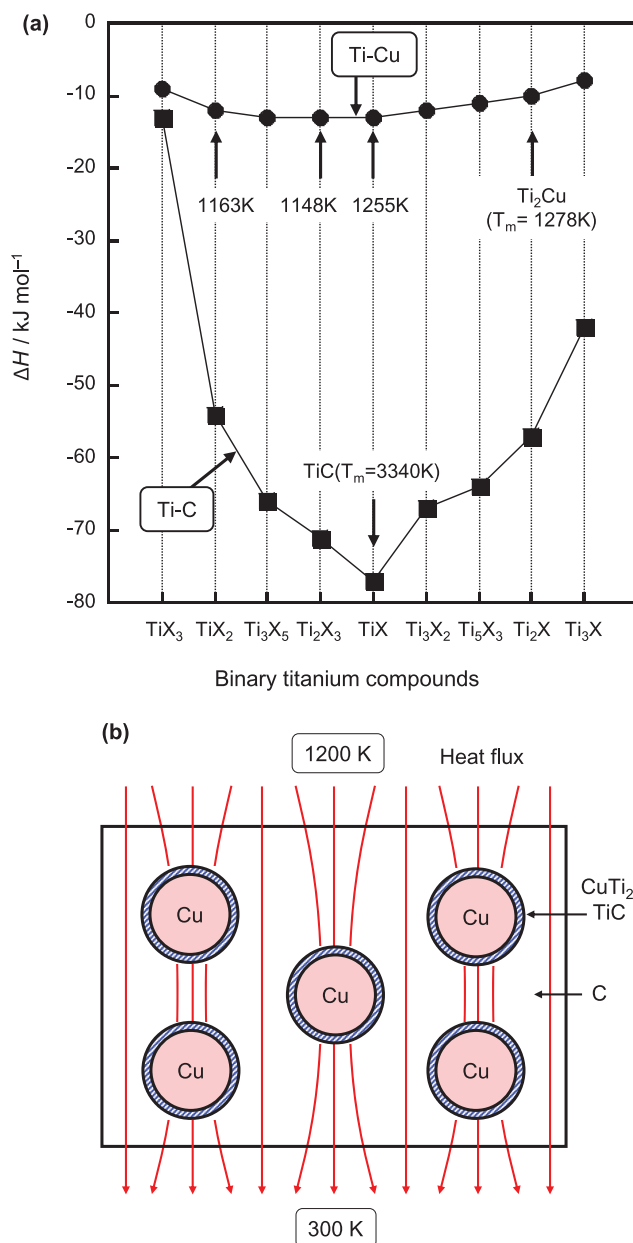 (a)
0
-10
-20
-30
-40
-50
-60
-70
-80
ΔH / kJ mol⁻¹
Ti-Cu
1163K
1148K
1255K
Ti₂Cu
(Tₘ= 1278K)
TiC(Tₘ=3340K)
Ti-C
TiX₃ TiX₂ Ti₃X₅ Ti₂X₃ TiX Ti₃X₂ Ti₅X₃ Ti₂X Ti₃X
Binary titanium compounds
(b)
1200 K
Heat flux
Cu
Cu
CuTi₂
TiC
Cu
C
Cu
Cu
300 K